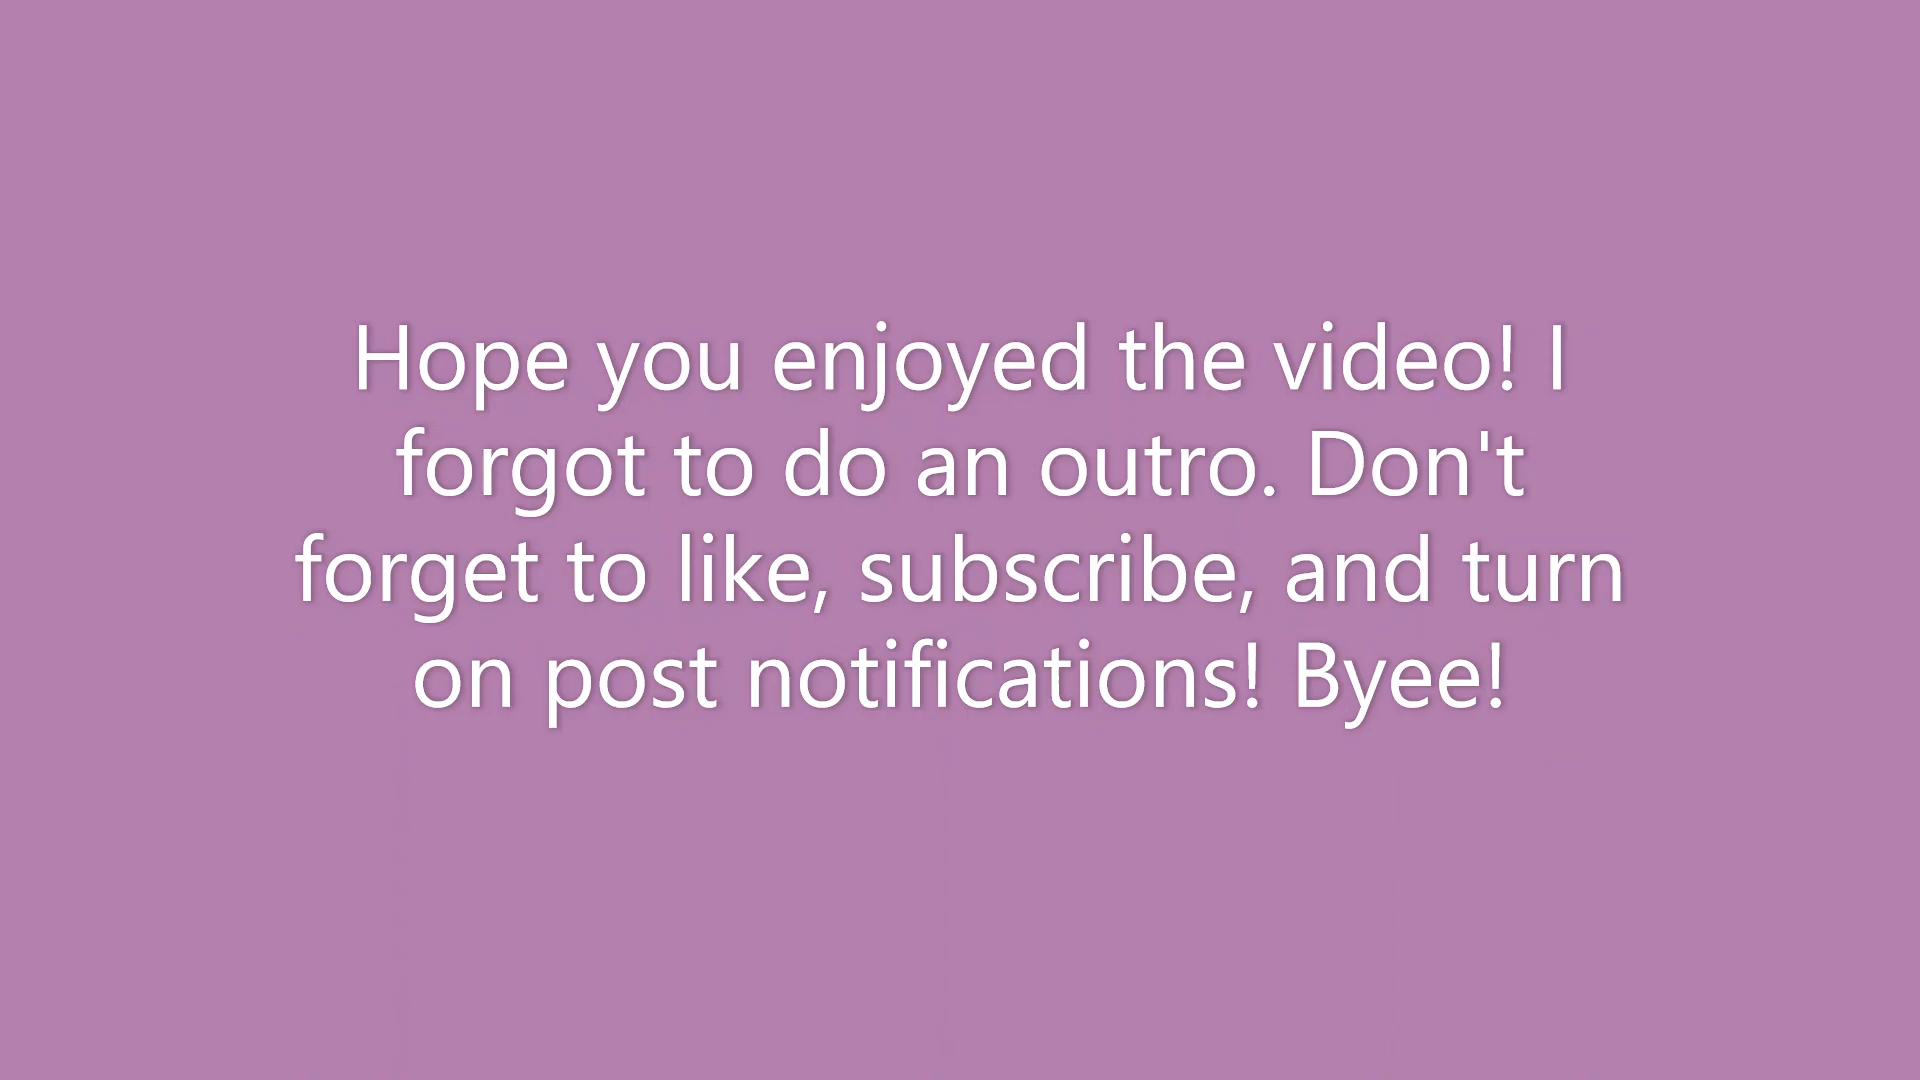 Hope you enjoyed the video! I
forgot to do an outro. Don't
forget to like, subscribe, and turn
on post notifications! Byee!